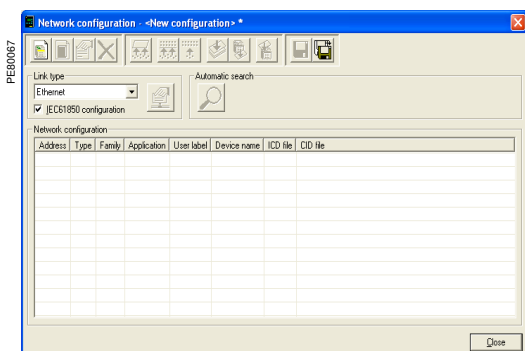 PE80067
Network configuration - <New configuration> *
Link type
Ethernet
IEC61850 configuration
Automatic search
Network configuration
Address Type Family Application User label Device name ICD file CID file
Close